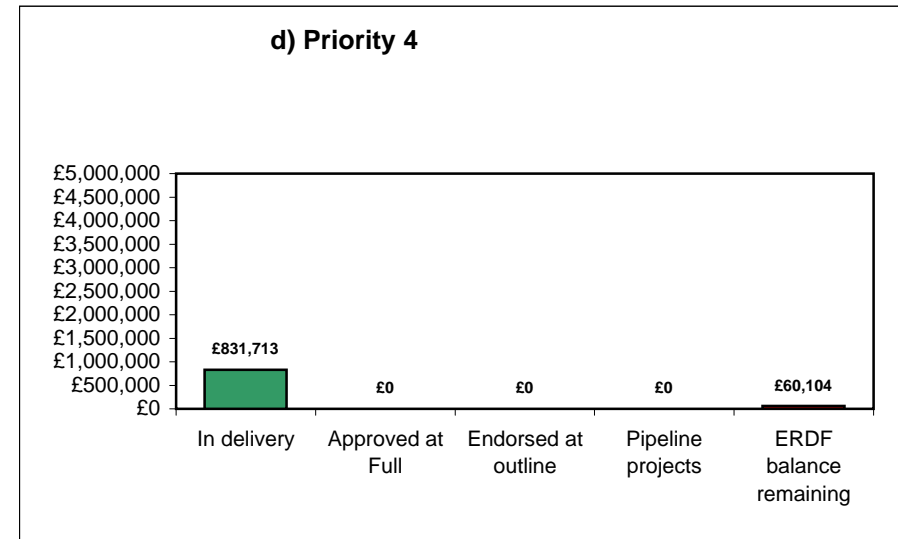 d) Priority 4
£5,000,000
£4,500,000
£4,000,000
£3,500,000
£3,000,000
£2,500,000
£2,000,000
£1,500,000
£1,000,000
£500,000
£0
£831,713
£0
£0
£0
£60,104
In delivery
Approved at
Full
Endorsed at
outline
Pipeline
projects
ERDF
balance
remaining